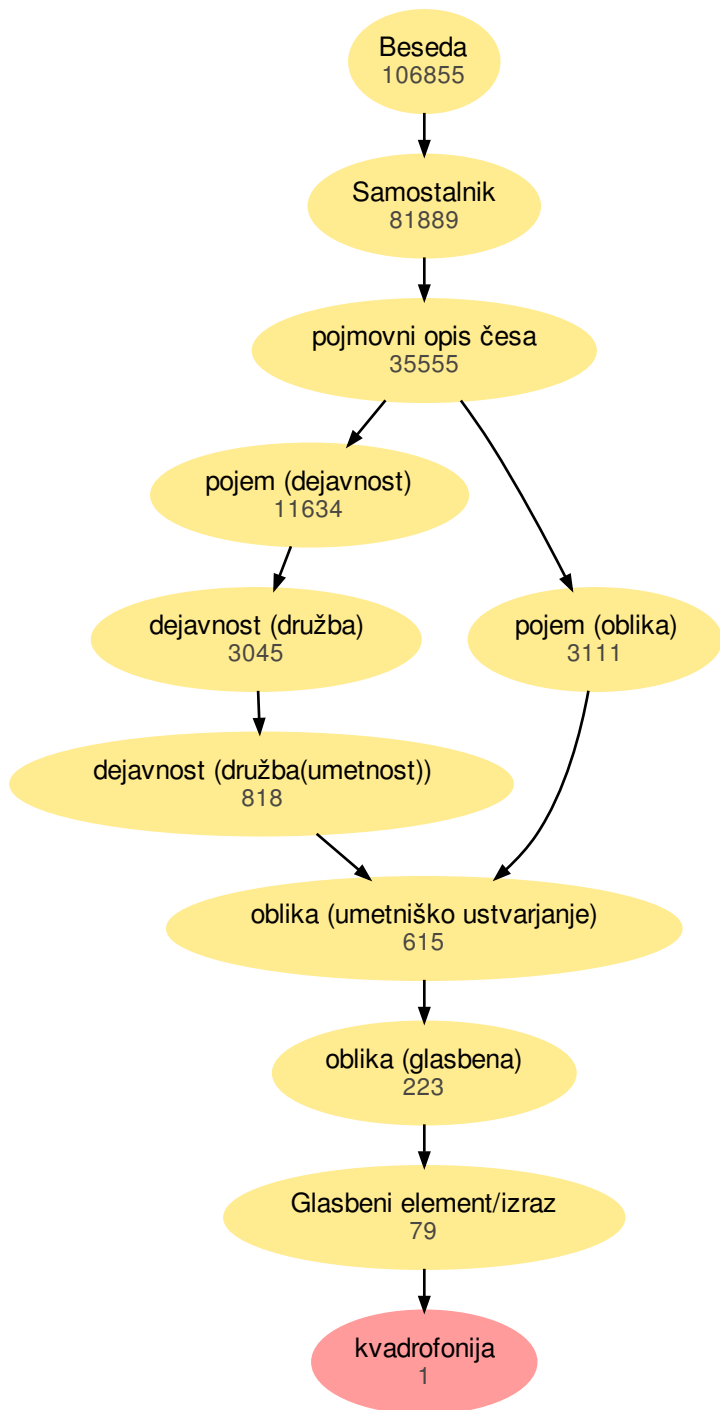 Beseda
106855
Samostalnik
81889
pojmovni opis česa
35555
pojem (dejavnost)
11634
dejavnost (družba)
3045
pojem (oblika)
3111
dejavnost (družba(umetnost))
818
oblika (umetniško ustvarjanje)
615
oblika (glasbena)
223
Glasbeni element/izraz
79
kvadrofonija
1